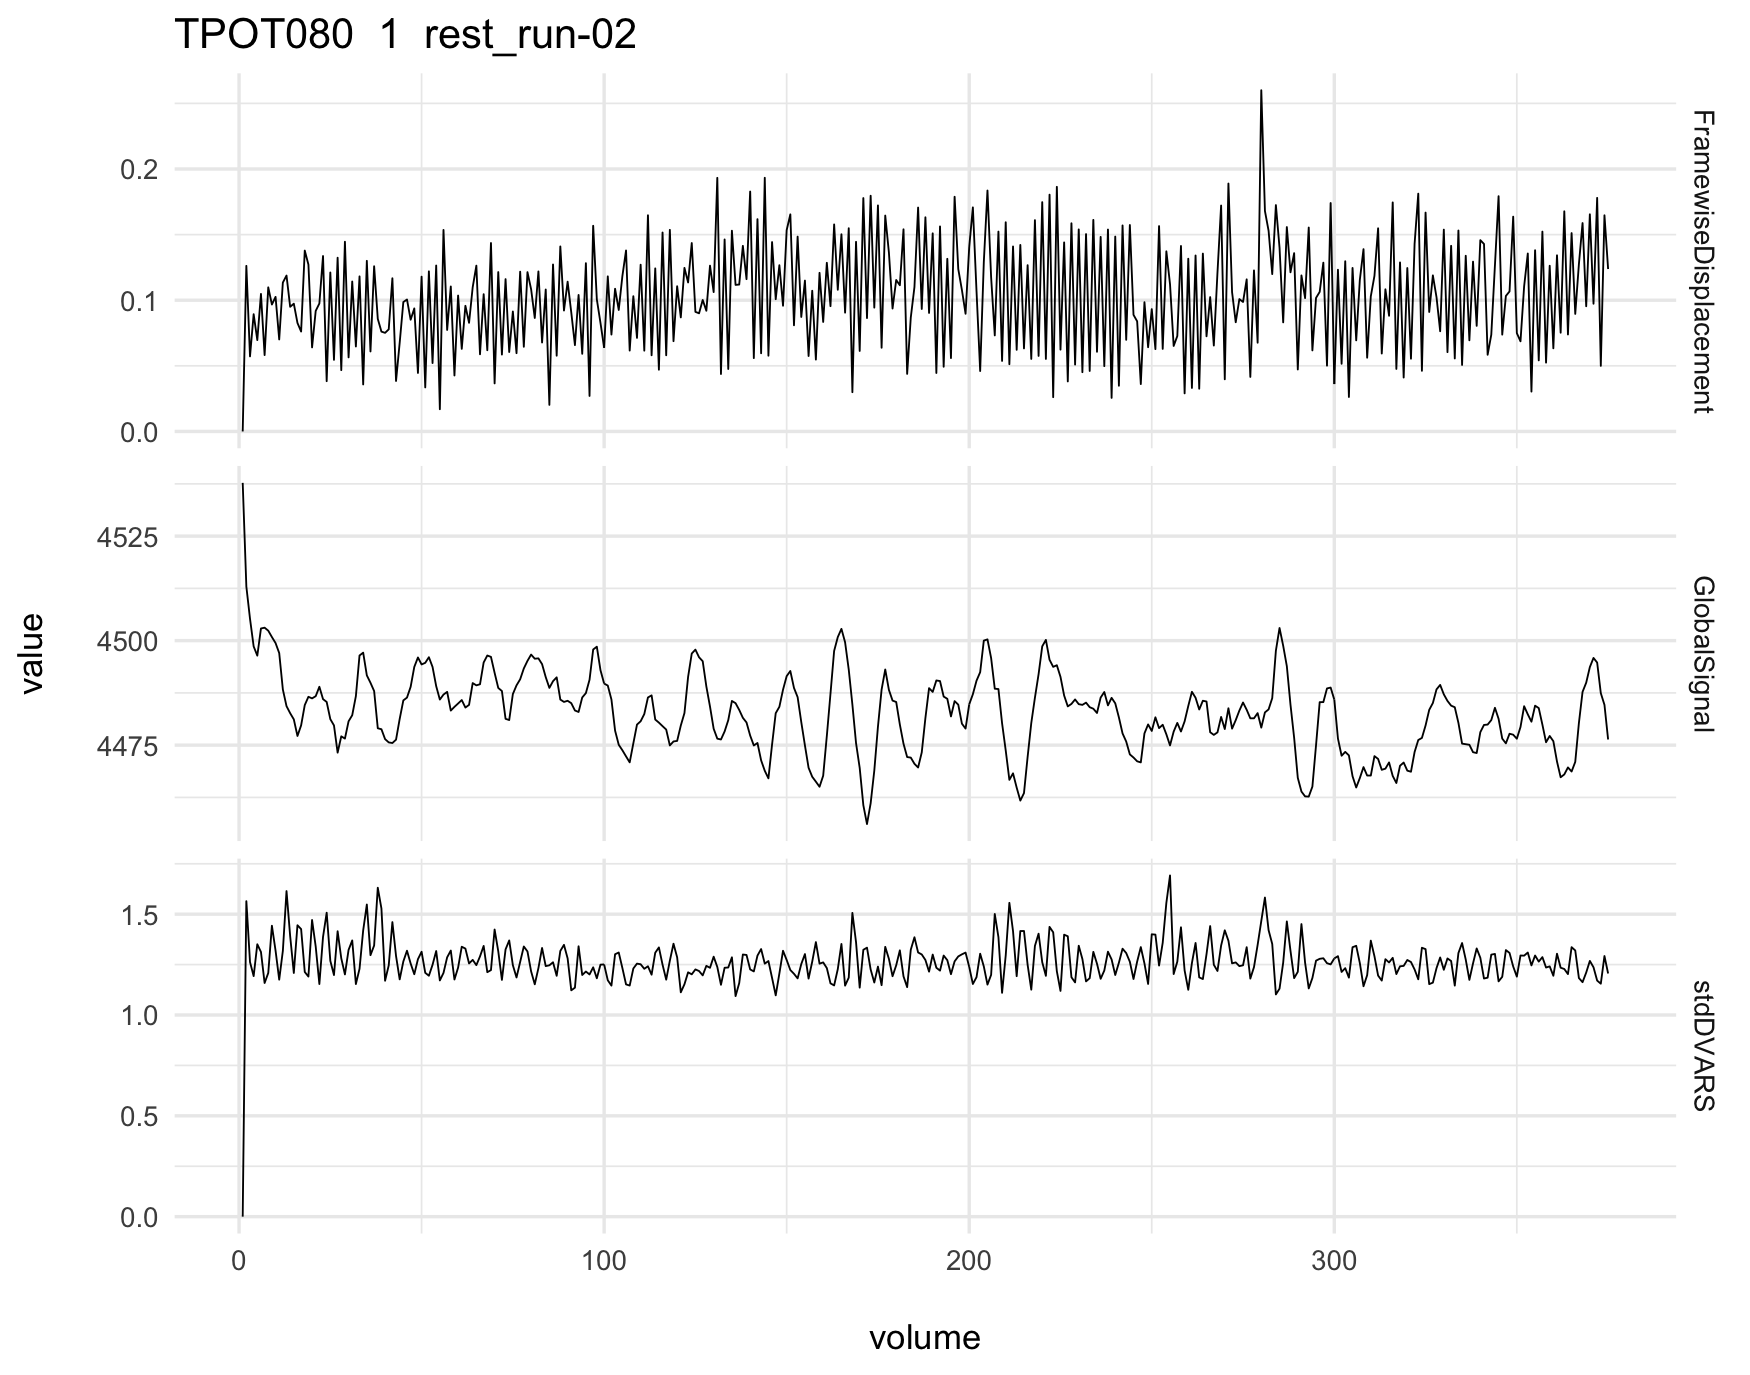 TPOT080 1 rest_run-02
0.2
0.1
0.0
FramewiseDisplacement
4525
4500
4475
GlobalSignal
value
1.5
1.0
0.5
0.0
stdDVARS
0 100 200 300
volume